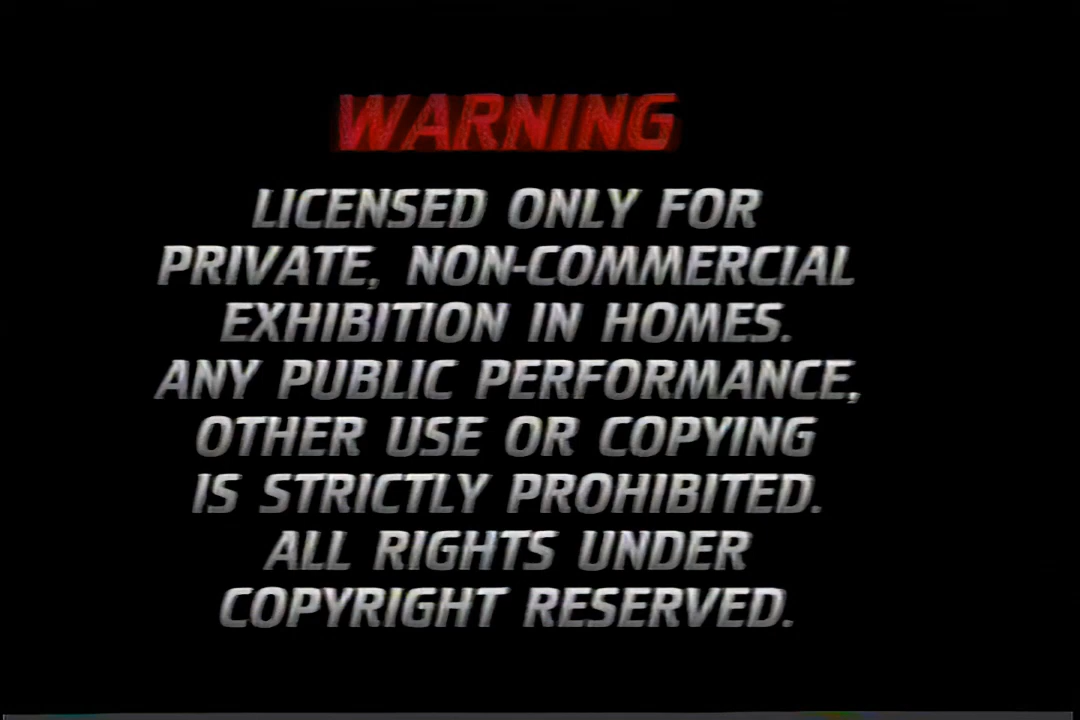 WARNING
LICENSED ONLY FOR
PRIVATE, NON-COMMERCIAL
EXHIBITION IN HOMES.
ANY PUBLIC PERFORMANCE,
OTHER USE OR COPYING
IS STRICTLY PROHIBITED.
ALL RIGHTS UNDER
COPYRIGHT RESERVED.